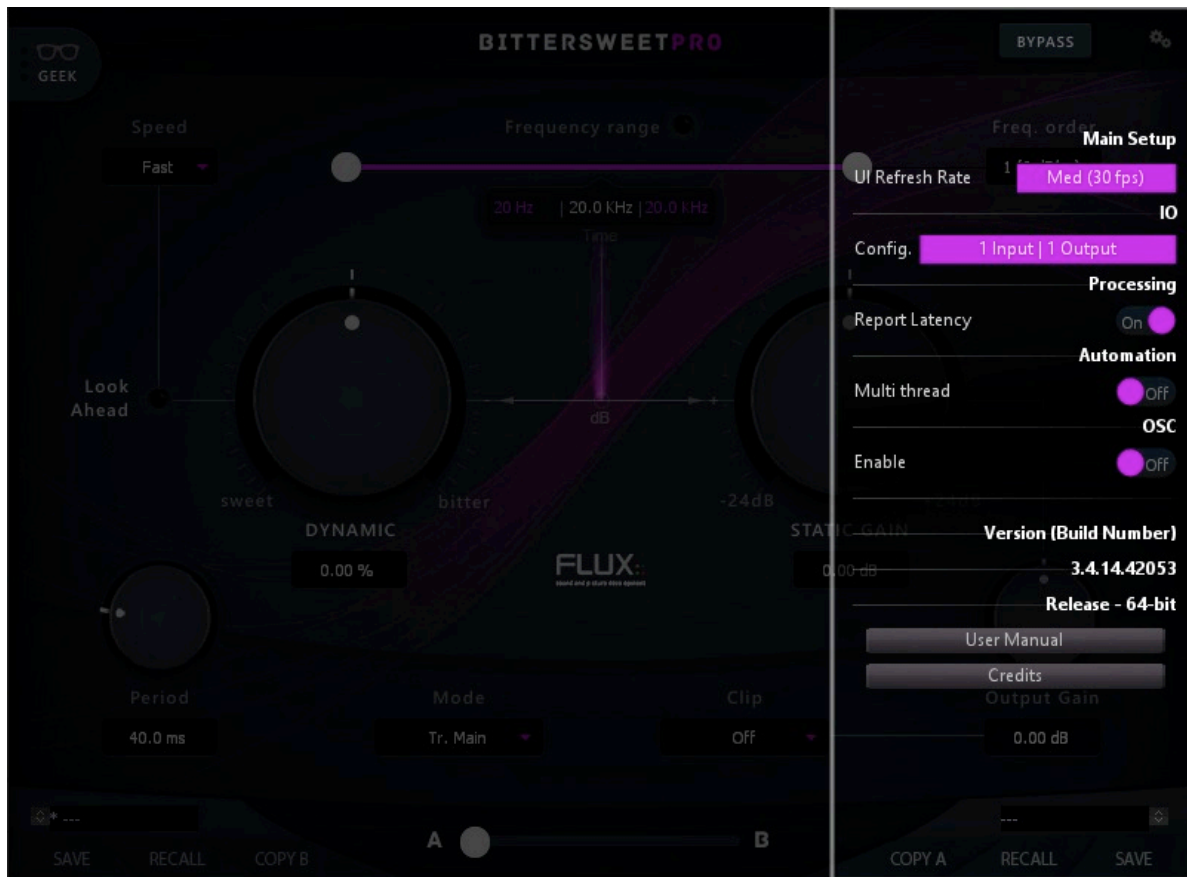 BITTERSWEETPRO
BYPASS
GEEK
Speed
Frequency range
Freq. order
Main Setup
Fast
UI Refresh Rate
Med (30 fps)
20 Hz | 20.0 KHz | 20.0 KHz
Time
IO
Config.
1 Input | 1 Output
Processing
Report Latency
On
Automation
Look
Ahead
Multi thread
Off
- dB +
OSC
Enable
Off
sweet
bitter
-24dB
DYNAMIC
STATIC GAIN
Version (Build Number)
0.00 %
FLUX::
sound and picture development
0.00 dB
3.4.14.42053
Release - 64-bit
User Manual
Credits
Period
Mode
Clip
Output Gain
40.0 ms
Tr. Main
Off
0.00 dB
* ---
---
A
B
SAVE
RECALL
COPY B
COPY A
RECALL
SAVE